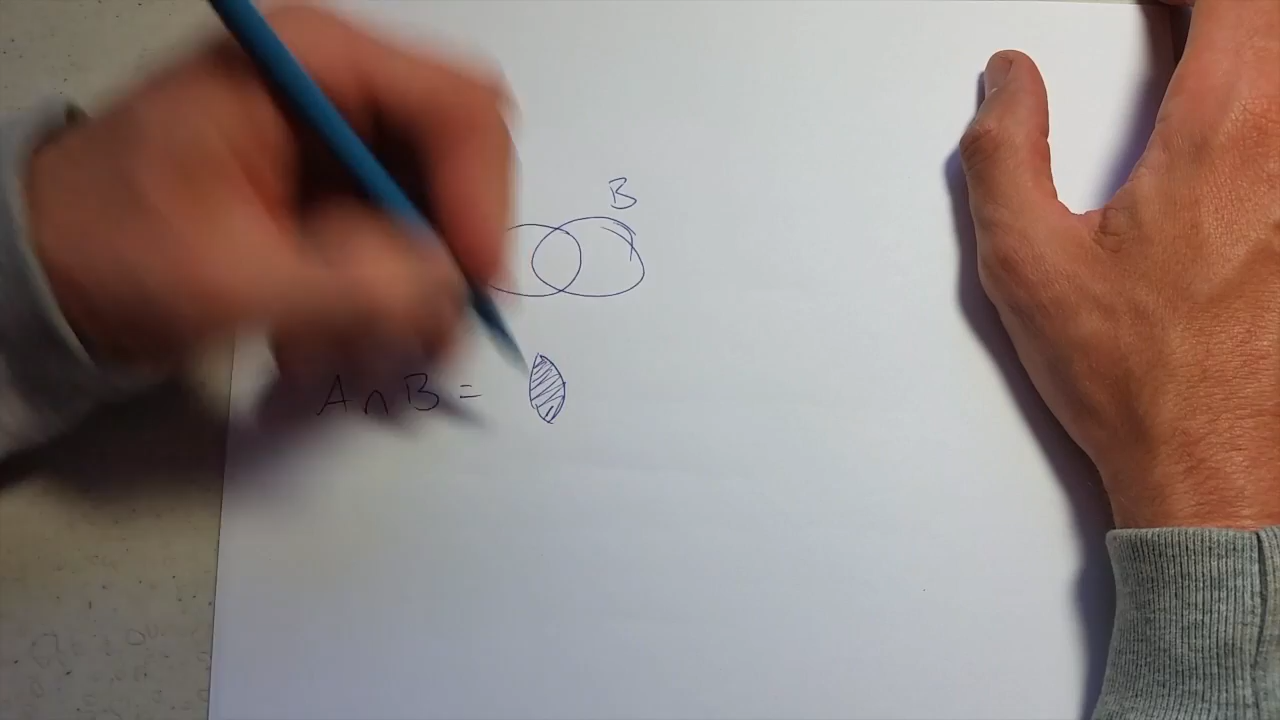 B
A ∩ B =